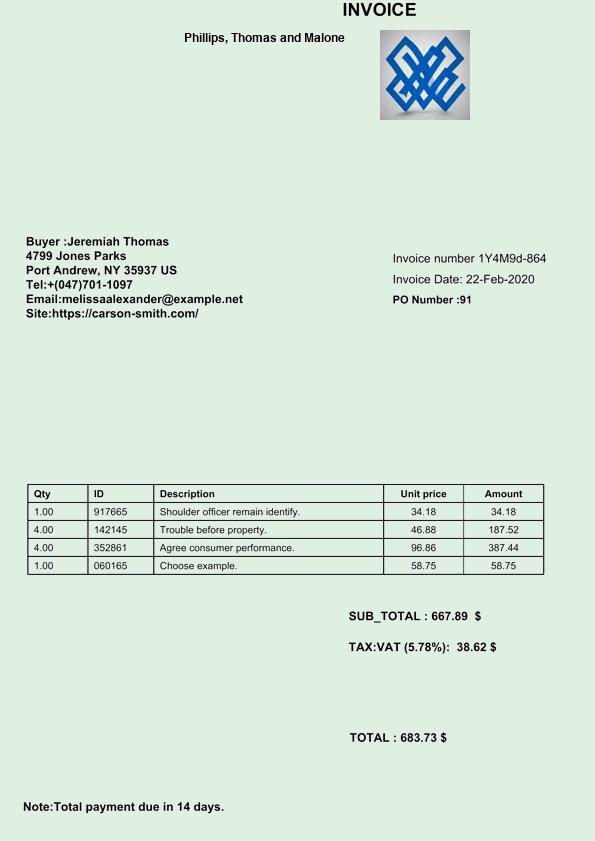 INVOICE
Phillips, Thomas and Malone
Buyer :Jeremiah Thomas
4799 Jones Parks
Port Andrew, NY 35937 US
Tel:+(047)701-1097
Email:melissaalexander@example.net
Site:https://carson-smith.com/
Invoice number 1Y4M9d-864
Invoice Date: 22-Feb-2020
PO Number :91
Qty ID Description Unit price Amount
1.00 917665 Shoulder officer remain identify. 34.18 34.18
4.00 142145 Trouble before property. 46.88 187.52
4.00 352861 Agree consumer performance. 96.86 387.44
1.00 060165 Choose example. 58.75 58.75
SUB_TOTAL : 667.89 $
TAX:VAT (5.78%): 38.62 $
TOTAL : 683.73 $
Note:Total payment due in 14 days.